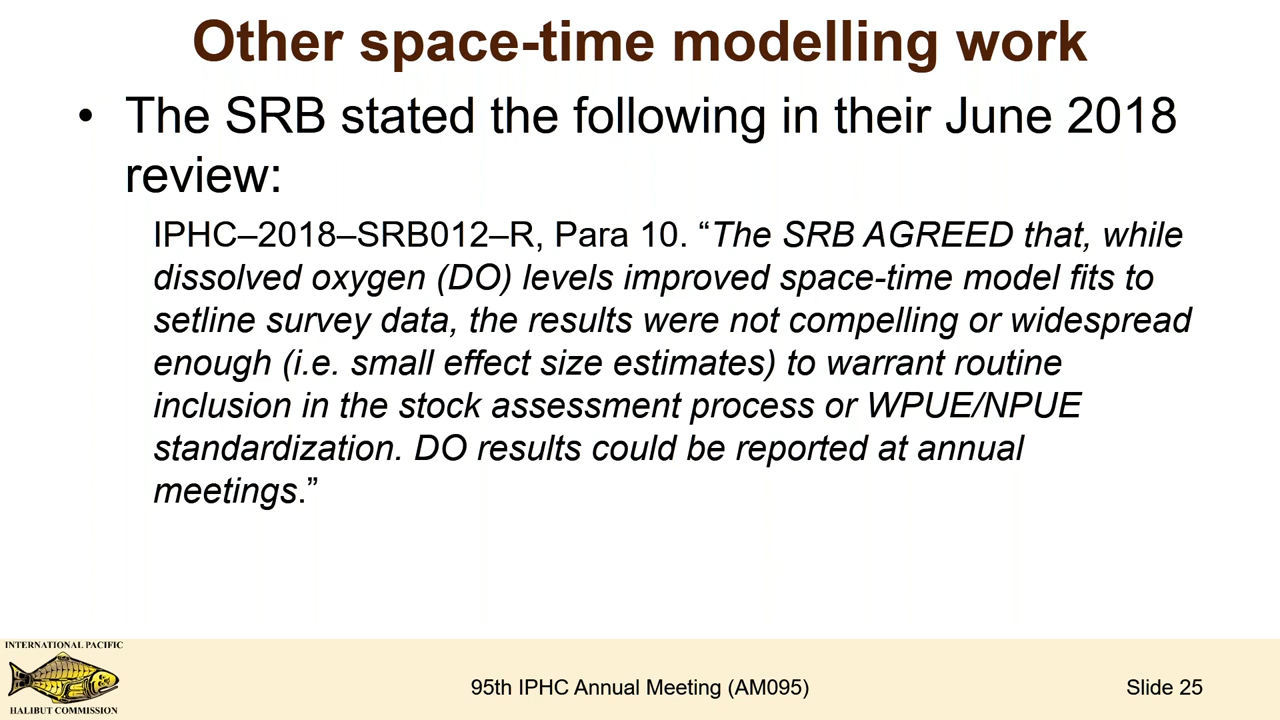 Other space-time modelling work
• The SRB stated the following in their June 2018
review:
IPHC–2018–SRB012–R, Para 10. “The SRB AGREED that, while
dissolved oxygen (DO) levels improved space-time model fits to
setline survey data, the results were not compelling or widespread
enough (i.e. small effect size estimates) to warrant routine
inclusion in the stock assessment process or WPUE/NPUE
standardization. DO results could be reported at annual
meetings.”
INTERNATIONAL PACIFIC
HALIBUT COMMISSION
95th IPHC Annual Meeting (AM095)
Slide 25